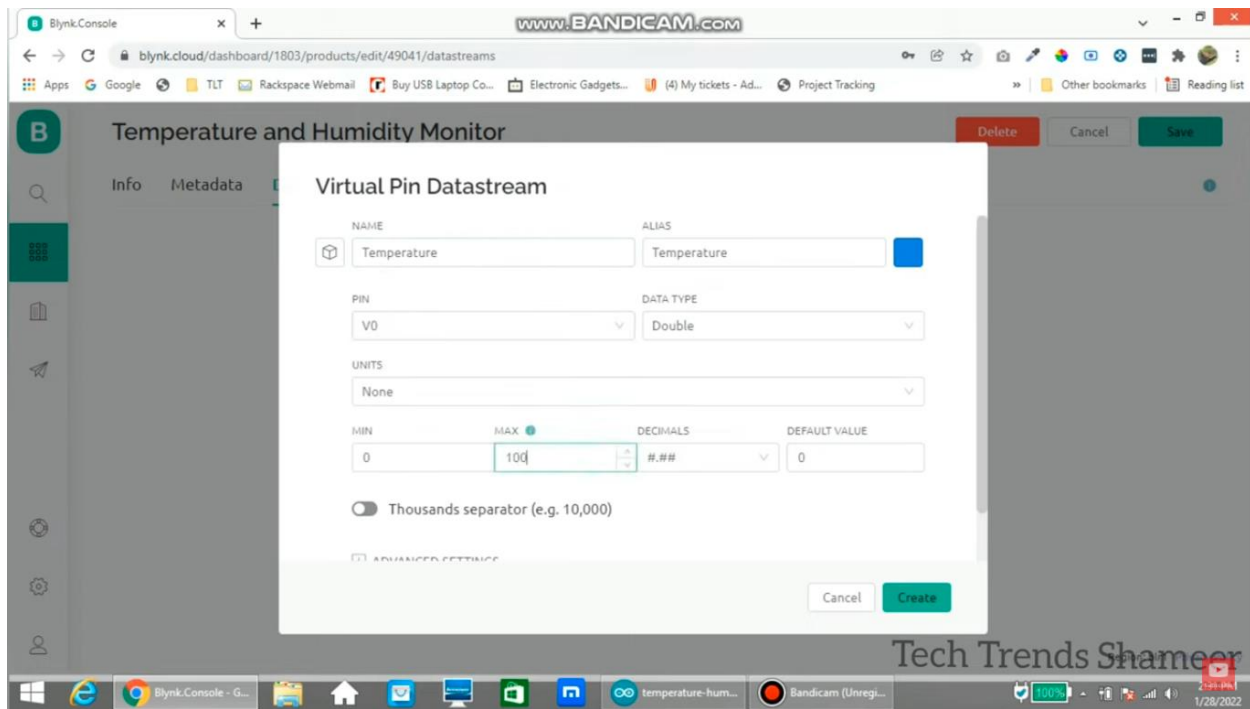 Blynk.Console
www.BANDICAM.com
blynk.cloud/dashboard/1803/products/edit/49041/datastreams
Apps Google TLT Rackspace Webmail Buy USB Laptop Co... Electronic Gadgets... (4) My tickets - Ad... Project Tracking » Other bookmarks Reading list
B Temperature and Humidity Monitor Delete Cancel Save
Info Metadata
Virtual Pin Datastream
NAME ALIAS
Temperature Temperature
PIN DATA TYPE
V0 Double
UNITS
None
MIN MAX DECIMALS DEFAULT VALUE
0 100 #.## 0
Thousands separator (e.g. 10,000)
ADVANCED SETTINGS
Cancel Create
Tech Trends Shameer
Blynk.Console - G... temperature-hum... Bandicam (Unregi... 100%
1/28/2022